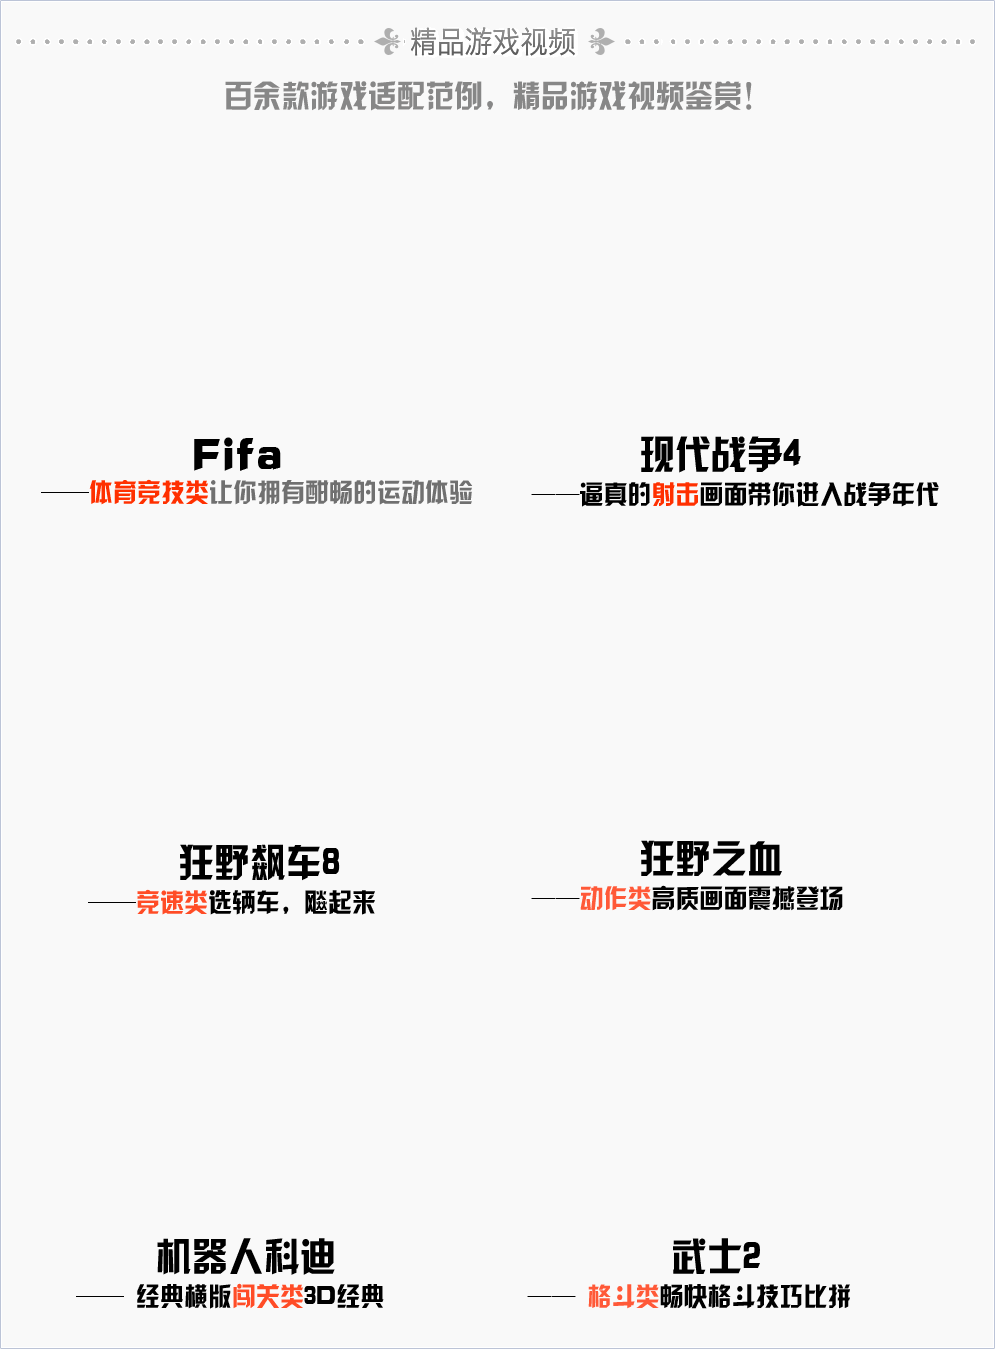 精品游戏视频
百余款游戏适配范例，精品游戏视频鉴赏！
Fifa
——体育竞技类让你拥有酣畅的运动体验
现代战争4
——逼真的射击画面带你进入战争年代
狂野飙车8
——竞速类选辆车，飚起来
狂野之血
——动作类高质画面震撼登场
机器人科迪
—— 经典横版闯关类3D经典
武士2
—— 格斗类畅快格斗技巧比拼